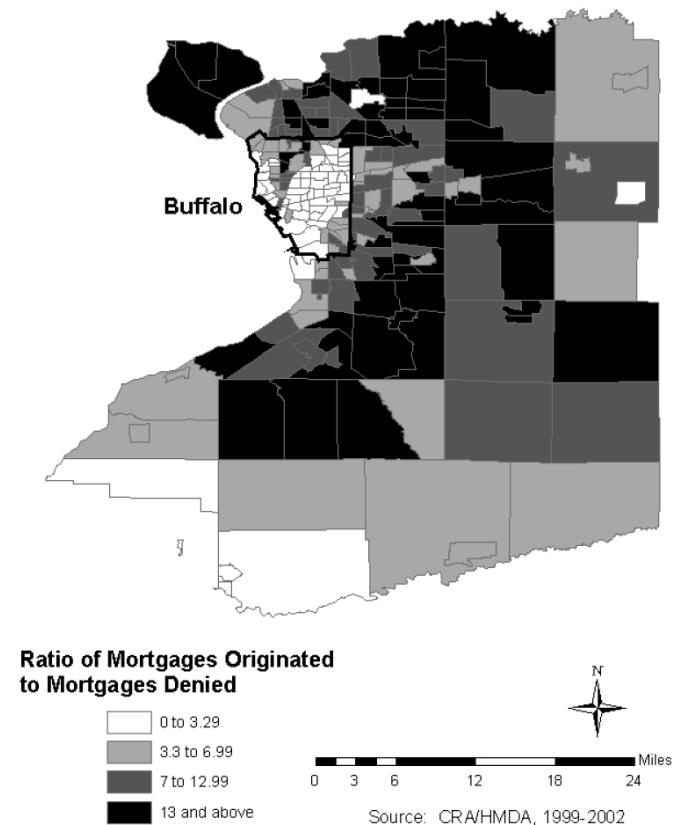 Buffalo
Ratio of Mortgages Originated
to Mortgages Denied
0 to 3.29
3.3 to 6.99
7 to 12.99
13 and above
N
Miles
0 3 6 12 18 24
Source: CRA/HMDA, 1999-2002